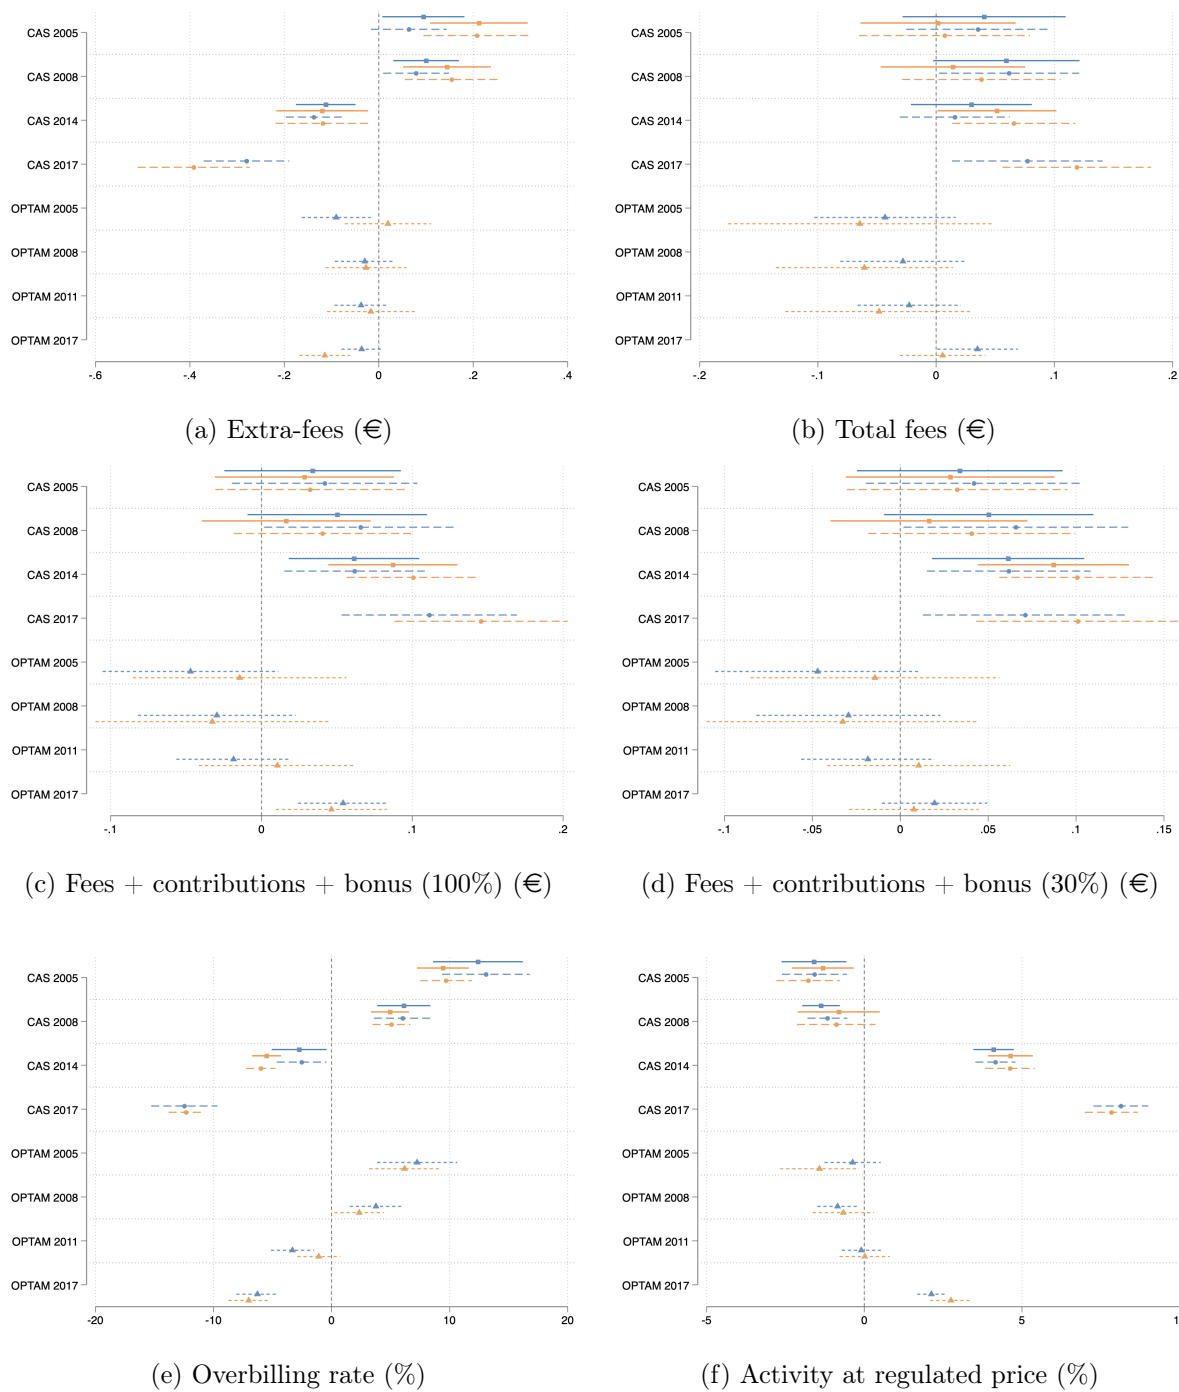 CAS 2005
CAS 2008
CAS 2014
CAS 2017
OPTAM 2005
OPTAM 2008
OPTAM 2011
OPTAM 2017
-.6 -.4 -.2 0 .2 .4
(a) Extra-fees (€)
CAS 2005
CAS 2008
CAS 2014
CAS 2017
OPTAM 2005
OPTAM 2008
OPTAM 2011
OPTAM 2017
-.2 -.1 0 .1 .2
(b) Total fees (€)
CAS 2005
CAS 2008
CAS 2014
CAS 2017
OPTAM 2005
OPTAM 2008
OPTAM 2011
OPTAM 2017
-.1 0 .1 .2
(c) Fees + contributions + bonus (100%) (€)
CAS 2005
CAS 2008
CAS 2014
CAS 2017
OPTAM 2005
OPTAM 2008
OPTAM 2011
OPTAM 2017
-.1 -.05 0 .05 .1 .15
(d) Fees + contributions + bonus (30%) (€)
CAS 2005
CAS 2008
CAS 2014
CAS 2017
OPTAM 2005
OPTAM 2008
OPTAM 2011
OPTAM 2017
-20 -10 0 10 20
(e) Overbilling rate (%)
CAS 2005
CAS 2008
CAS 2014
CAS 2017
OPTAM 2005
OPTAM 2008
OPTAM 2011
OPTAM 2017
-5 0 5
(f) Activity at regulated price (%)